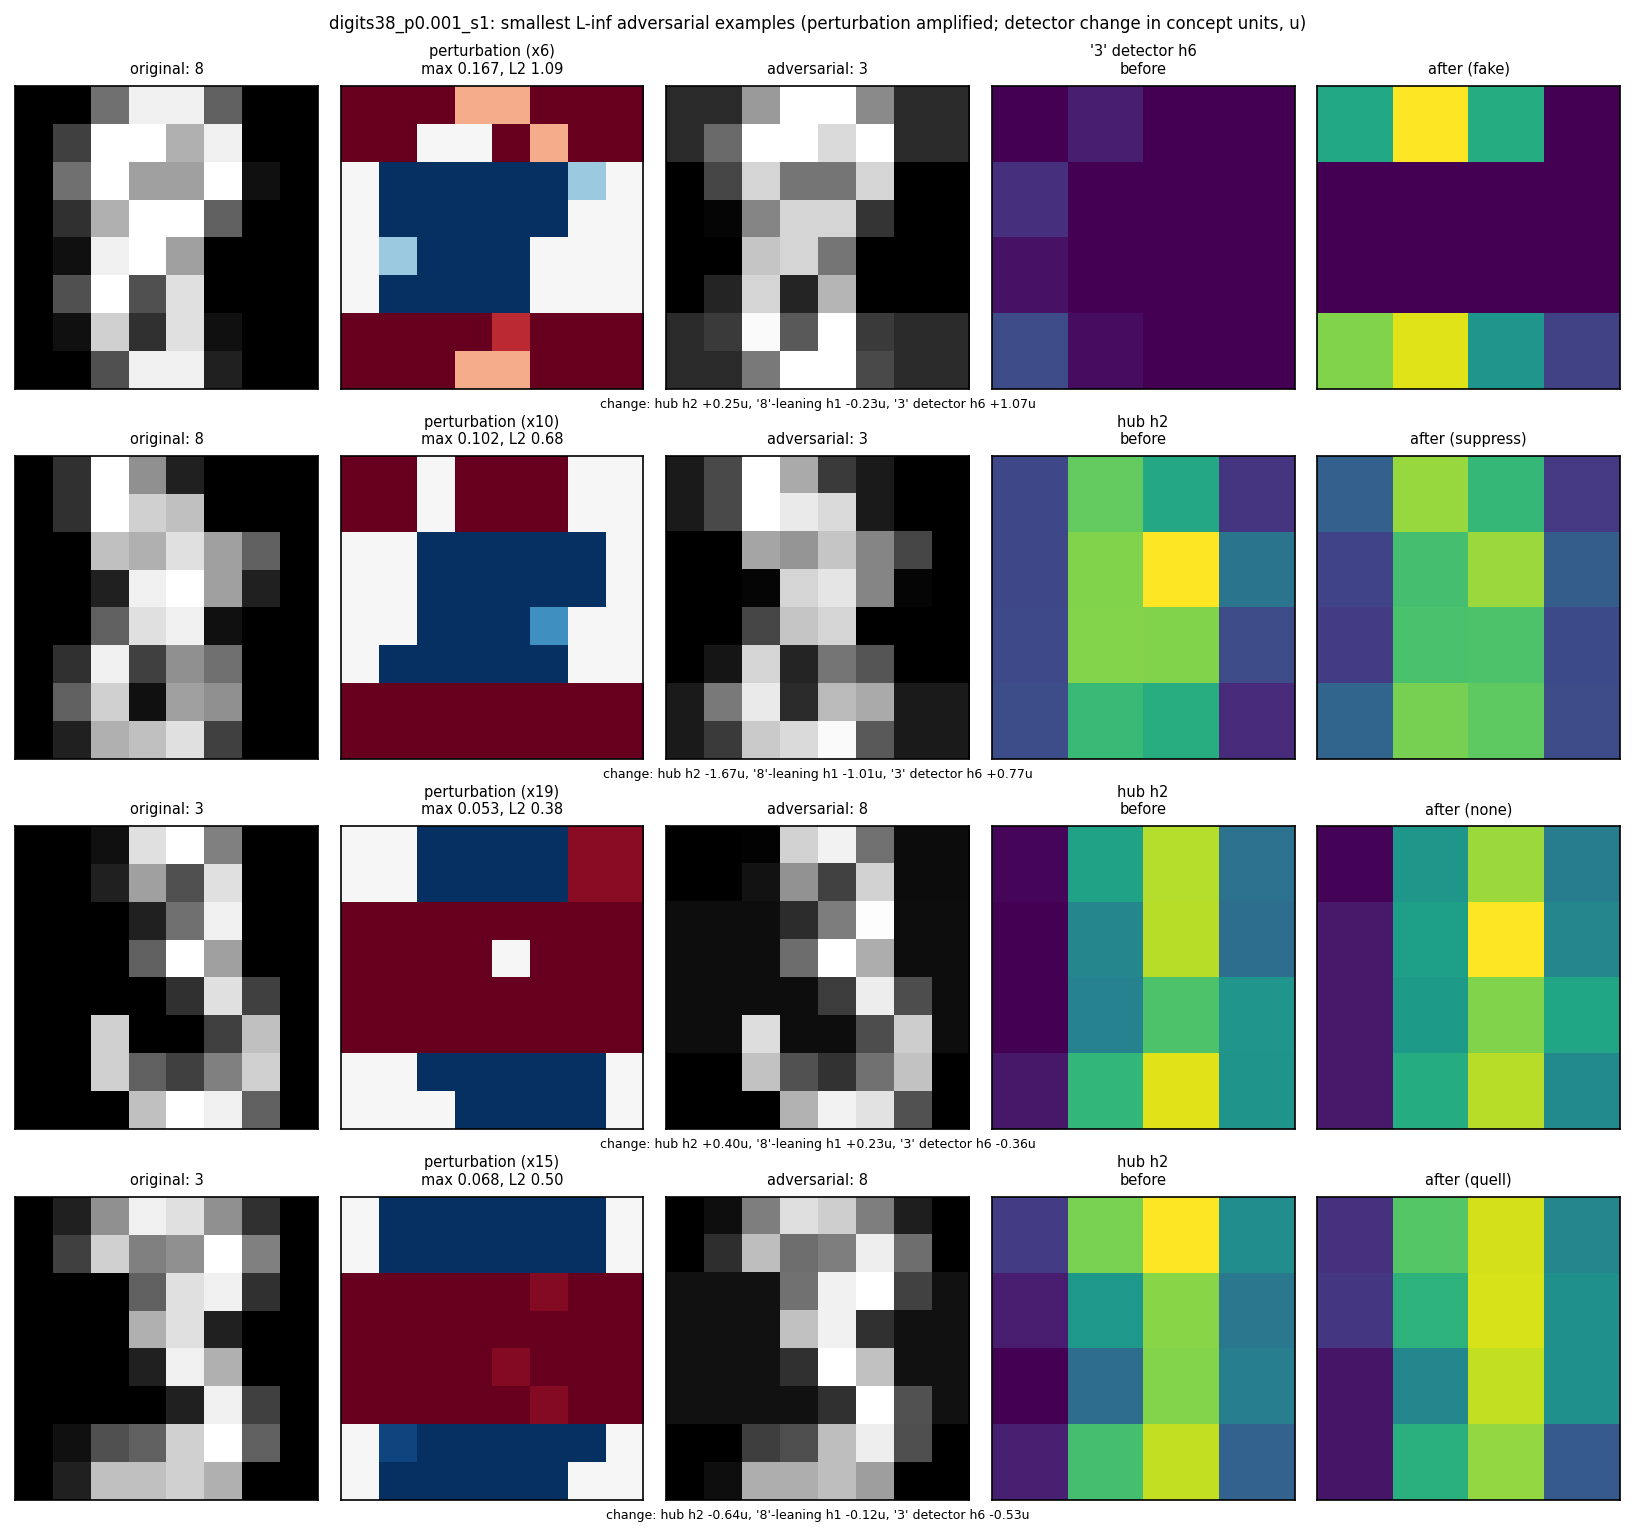 digits38_p0.001_s1: smallest L-inf adversarial examples (perturbation amplified; detector change in concept units, u)
original: 8
perturbation (x6)
max 0.167, L2 1.09
adversarial: 3
'3' detector h6
before
after (fake)
change: hub h2 +0.25u, '8'-leaning h1 -0.23u, '3' detector h6 +1.07u
original: 8
perturbation (x10)
max 0.102, L2 0.68
adversarial: 3
hub h2
before
after (suppress)
change: hub h2 -1.67u, '8'-leaning h1 -1.01u, '3' detector h6 +0.77u
original: 3
perturbation (x19)
max 0.053, L2 0.38
adversarial: 8
hub h2
before
after (none)
change: hub h2 +0.40u, '8'-leaning h1 +0.23u, '3' detector h6 -0.36u
original: 3
perturbation (x15)
max 0.068, L2 0.50
adversarial: 8
hub h2
before
after (quell)
change: hub h2 -0.64u, '8'-leaning h1 -0.12u, '3' detector h6 -0.53u